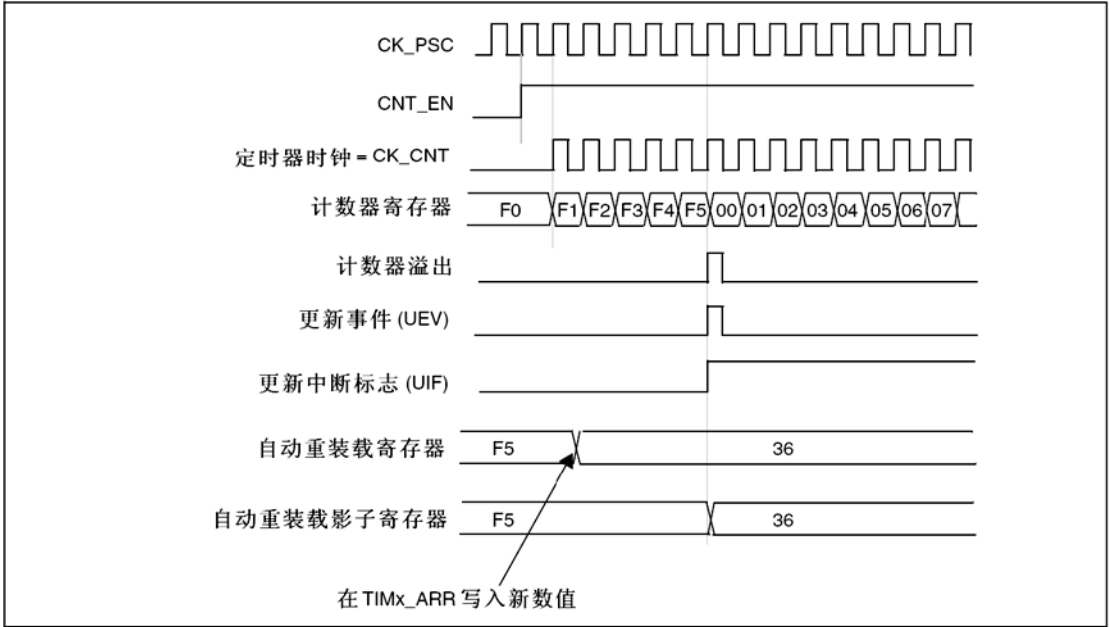 CK_PSC
CNT_EN
定时器时钟 = CK_CNT
计数器寄存器 F0 F1 F2 F3 F4 F5 00 01 02 03 04 05 06 07
计数器溢出
更新事件 (UEV)
更新中断标志 (UIF)
自动重装载寄存器 F5 36
自动重装载影子寄存器 F5 36
在 TIMx_ARR 写入新数值